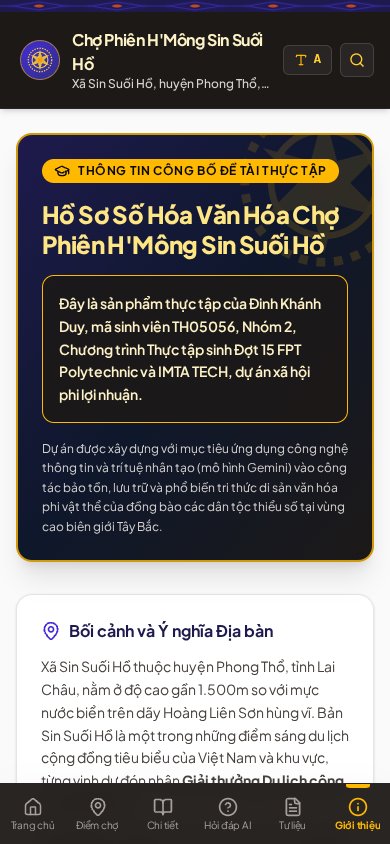 Chợ Phiên H'Mông Sin Suối
Hồ
Xã Sin Suối Hồ, huyện Phong Thổ,...
A
THÔNG TIN CÔNG BỐ ĐỀ TÀI THỰC TẬP
Hồ Sơ Số Hóa Văn Hóa Chợ
Phiên H'Mông Sin Suối Hồ
Đây là sản phẩm thực tập của Đinh Khánh
Duy, mã sinh viên TH05056, Nhóm 2,
Chương trình Thực tập sinh Đợt 15 FPT
Polytechnic và IMTA TECH, dự án xã hội
phi lợi nhuận.
Dự án được xây dựng với mục tiêu ứng dụng công nghệ
thông tin và trí tuệ nhân tạo (mô hình Gemini) vào công
tác bảo tồn, lưu trữ và phổ biến tri thức di sản văn hóa
phi vật thể của đồng bào các dân tộc thiểu số tại vùng
cao biên giới Tây Bắc.
Bối cảnh và Ý nghĩa Địa bàn
Xã Sin Suối Hồ thuộc huyện Phong Thổ, tỉnh Lai
Châu, nằm ở độ cao gần 1.500m so với mực
nước biển trên dãy Hoàng Liên Sơn hùng vĩ. Bản
Sin Suối Hồ là một trong những điểm sáng du lịch
cộng đồng tiêu biểu của Việt Nam và khu vực,
từng vinh dự đón nhận Giải thưởng Du lịch cộng
Trang chủ
Điểm chợ
Chi tiết
Hỏi đáp AI
Tư liệu
Giới thiệu